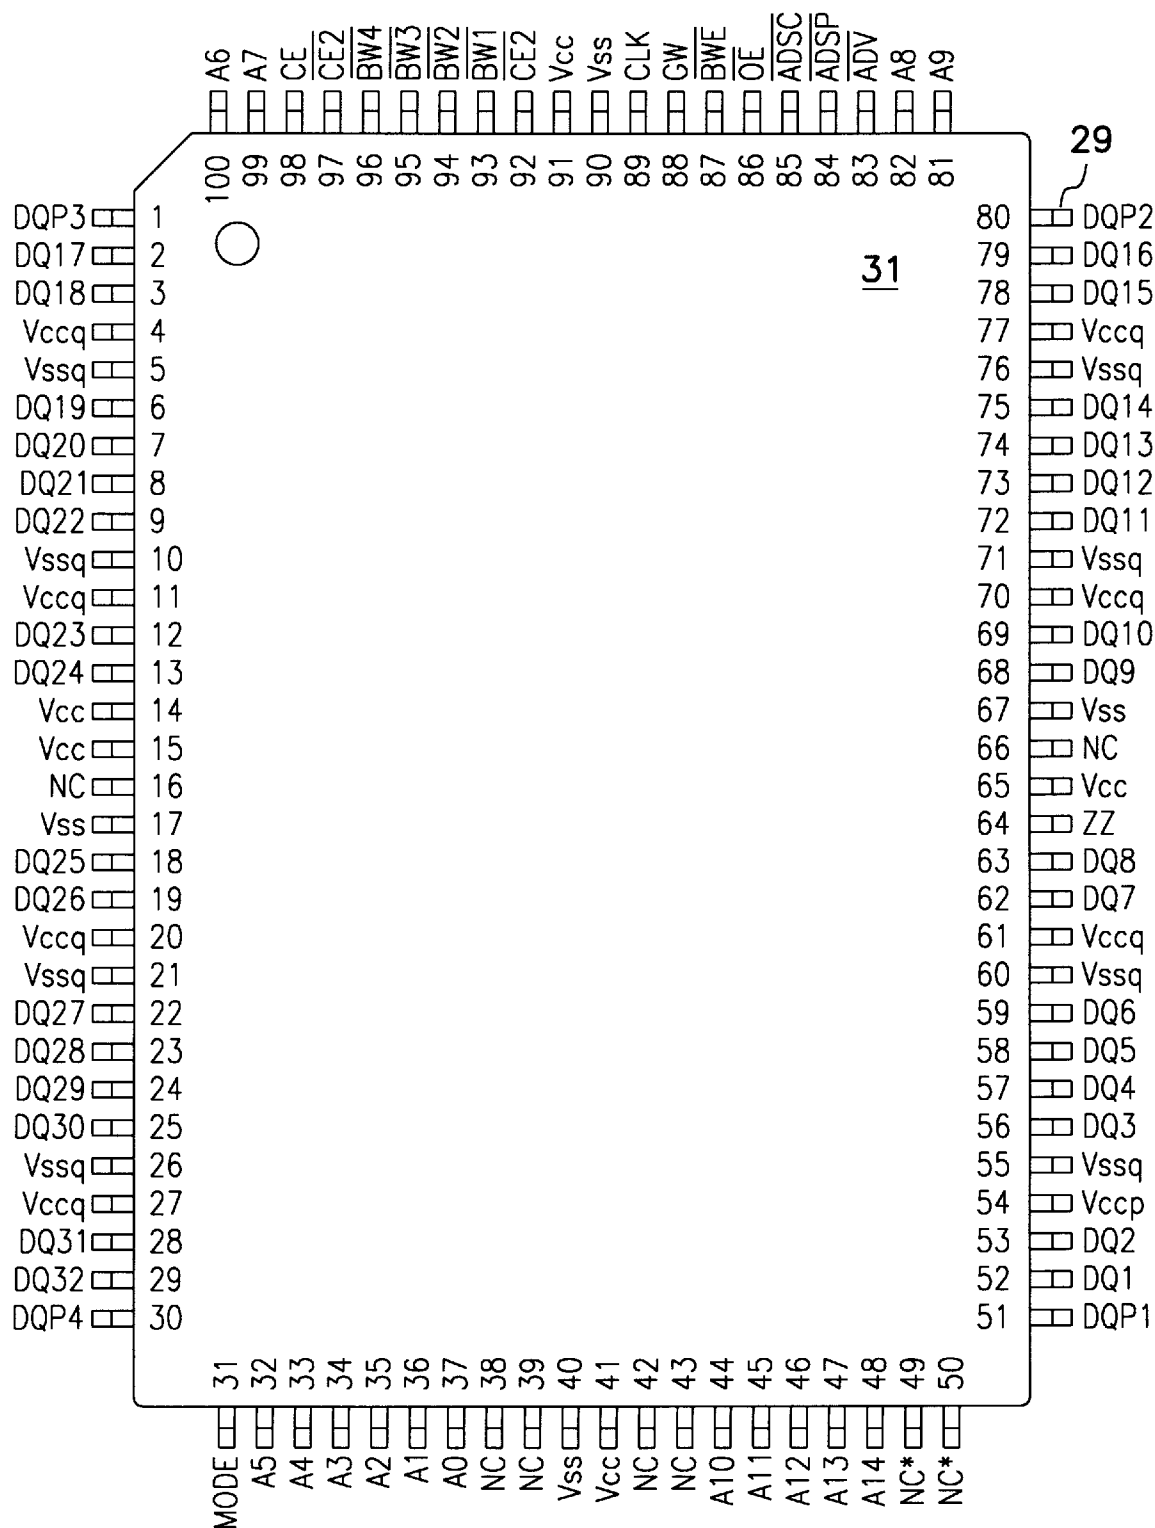 A6 A7 CE CE2 BW4 BW3 BW2 BW1 CE2 Vcc Vss CLK GW BWE OE ADSC ADSP ADV A8 A9
100 99 98 97 96 95 94 93 92 91 90 89 88 87 86 85 84 83 82 81
29
31
DQP3 1 80 DQP2
DQ17 2 79 DQ16
DQ18 3 78 DQ15
Vccq 4 77 Vccq
Vssq 5 76 Vssq
DQ19 6 75 DQ14
DQ20 7 74 DQ13
DQ21 8 73 DQ12
DQ22 9 72 DQ11
Vssq 10 71 Vssq
Vccq 11 70 Vccq
DQ23 12 69 DQ10
DQ24 13 68 DQ9
Vcc 14 67 Vss
Vcc 15 66 NC
NC 16 65 Vcc
Vss 17 64 ZZ
DQ25 18 63 DQ8
DQ26 19 62 DQ7
Vccq 20 61 Vccq
Vssq 21 60 Vssq
DQ27 22 59 DQ6
DQ28 23 58 DQ5
DQ29 24 57 DQ4
DQ30 25 56 DQ3
Vssq 26 55 Vssq
Vccq 27 54 Vccp
DQ31 28 53 DQ2
DQ32 29 52 DQ1
DQP4 30 51 DQP1
31 32 33 34 35 36 37 38 39 40 41 42 43 44 45 46 47 48 49 50
MODE A5 A4 A3 A2 A1 A0 NC NC Vss Vcc NC NC A10 A11 A12 A13 A14 NC* NC*